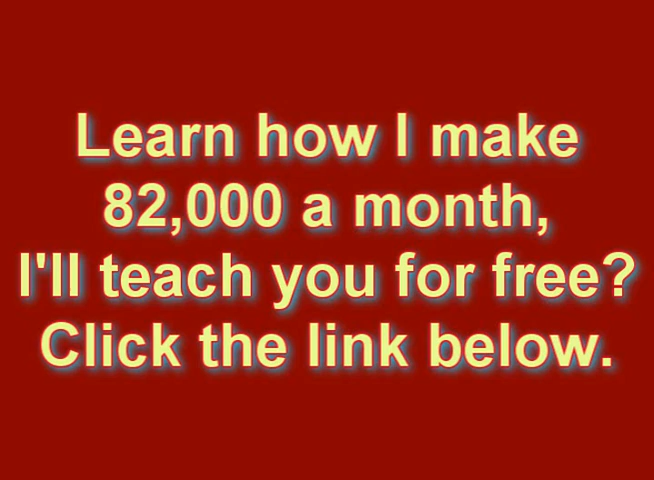 Learn how I make
82,000 a month,
I'll teach you for free?
Click the link below.